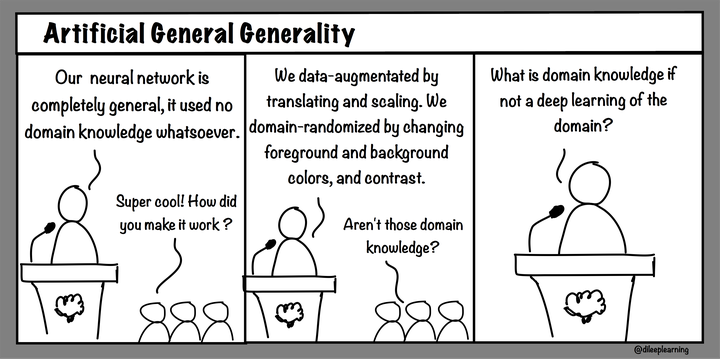 Artificial General Generality
Our neural network is
completely general, it used no
domain knowledge whatsoever.
Super cool! How did
you make it work ?
We data-augmentated by
translating and scaling. We
domain-randomized by changing
foreground and background
colors, and contrast.
Aren't those domain
knowledge?
What is domain knowledge if
not a deep learning of the
domain?
@dileeplearning